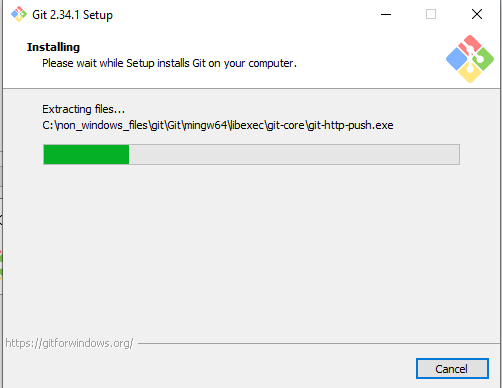 Git 2.34.1 Setup
Installing
Please wait while Setup installs Git on your computer.
Extracting files...
C:\non_windows_files\git\Git\mingw64\libexec\git-core\git-http-push.exe
https://gitforwindows.org/
Cancel